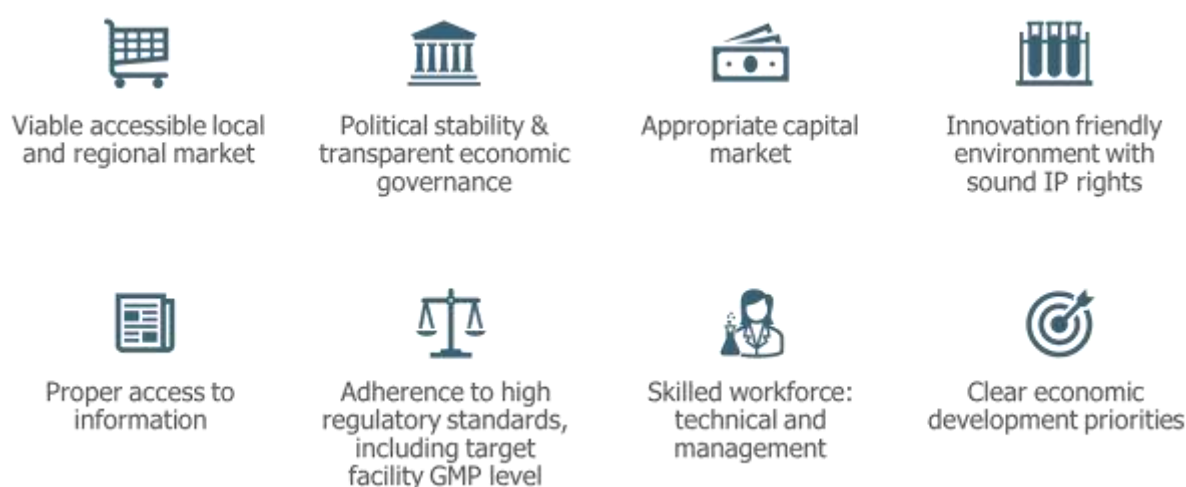 Viable accessible local
and regional market
Political stability &
transparent economic
governance
Appropriate capital
market
Innovation friendly
environment with
sound IP rights
Proper access to
information
Adherence to high
regulatory standards,
including target
facility GMP level
Skilled workforce:
technical and
management
Clear economic
development priorities